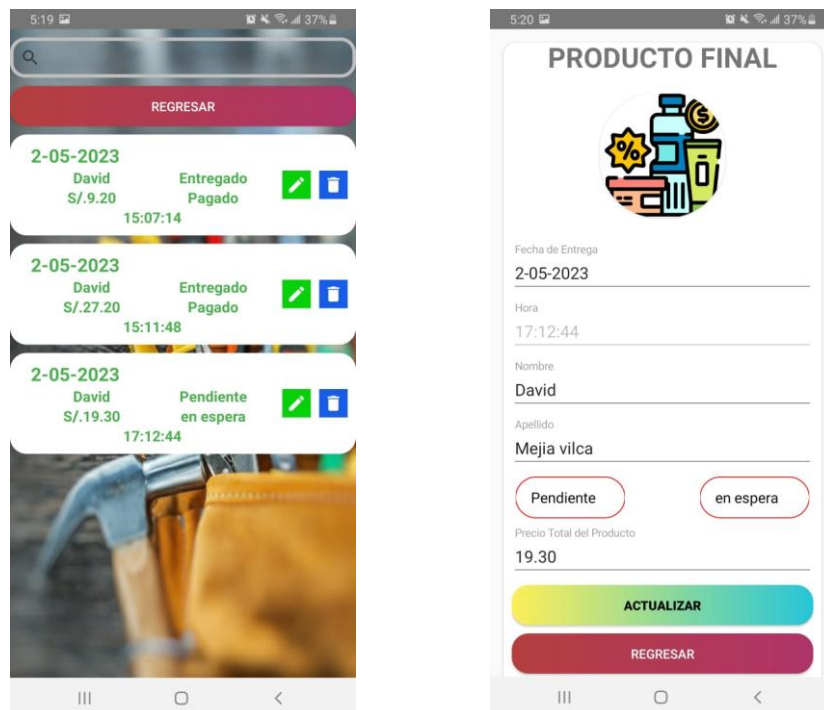 5:19
37%
REGRESAR
2-05-2023
David Entregado
S/.9.20 Pagado
15:07:14
2-05-2023
David Entregado
S/.27.20 Pagado
15:11:48
2-05-2023
David Pendiente
S/.19.30 en espera
17:12:44
5:20
37%
PRODUCTO FINAL
Fecha de Entrega
2-05-2023
Hora
17:12:44
Nombre
David
Apellido
Mejia vilca
Pendiente en espera
Precio Total del Producto
19.30
ACTUALIZAR
REGRESAR